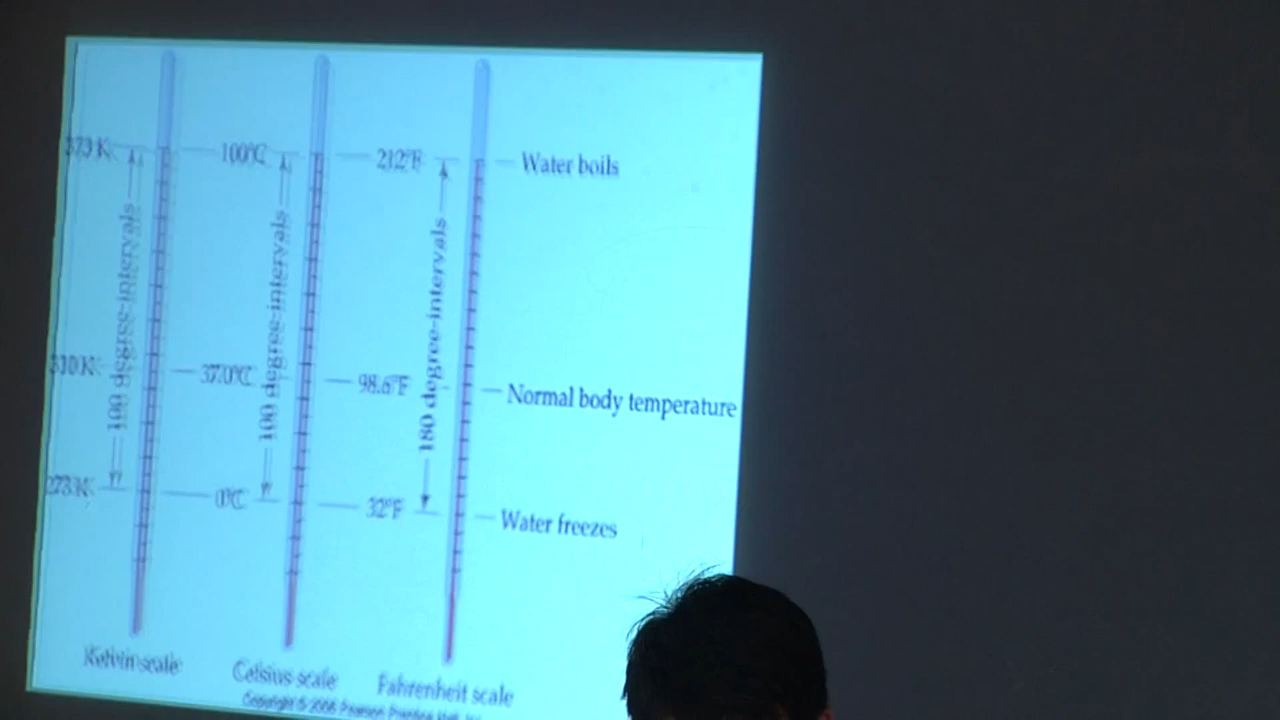 373 K 100°C 212°F Water boils
100 degree-intervals
100 degree-intervals
180 degree-intervals
310 K 37.0°C 98.6°F Normal body temperature
273 K 0°C 32°F Water freezes
Kelvin scale Celsius scale Fahrenheit scale
Copyright © 2006 Pearson Prentice Hall, Inc.